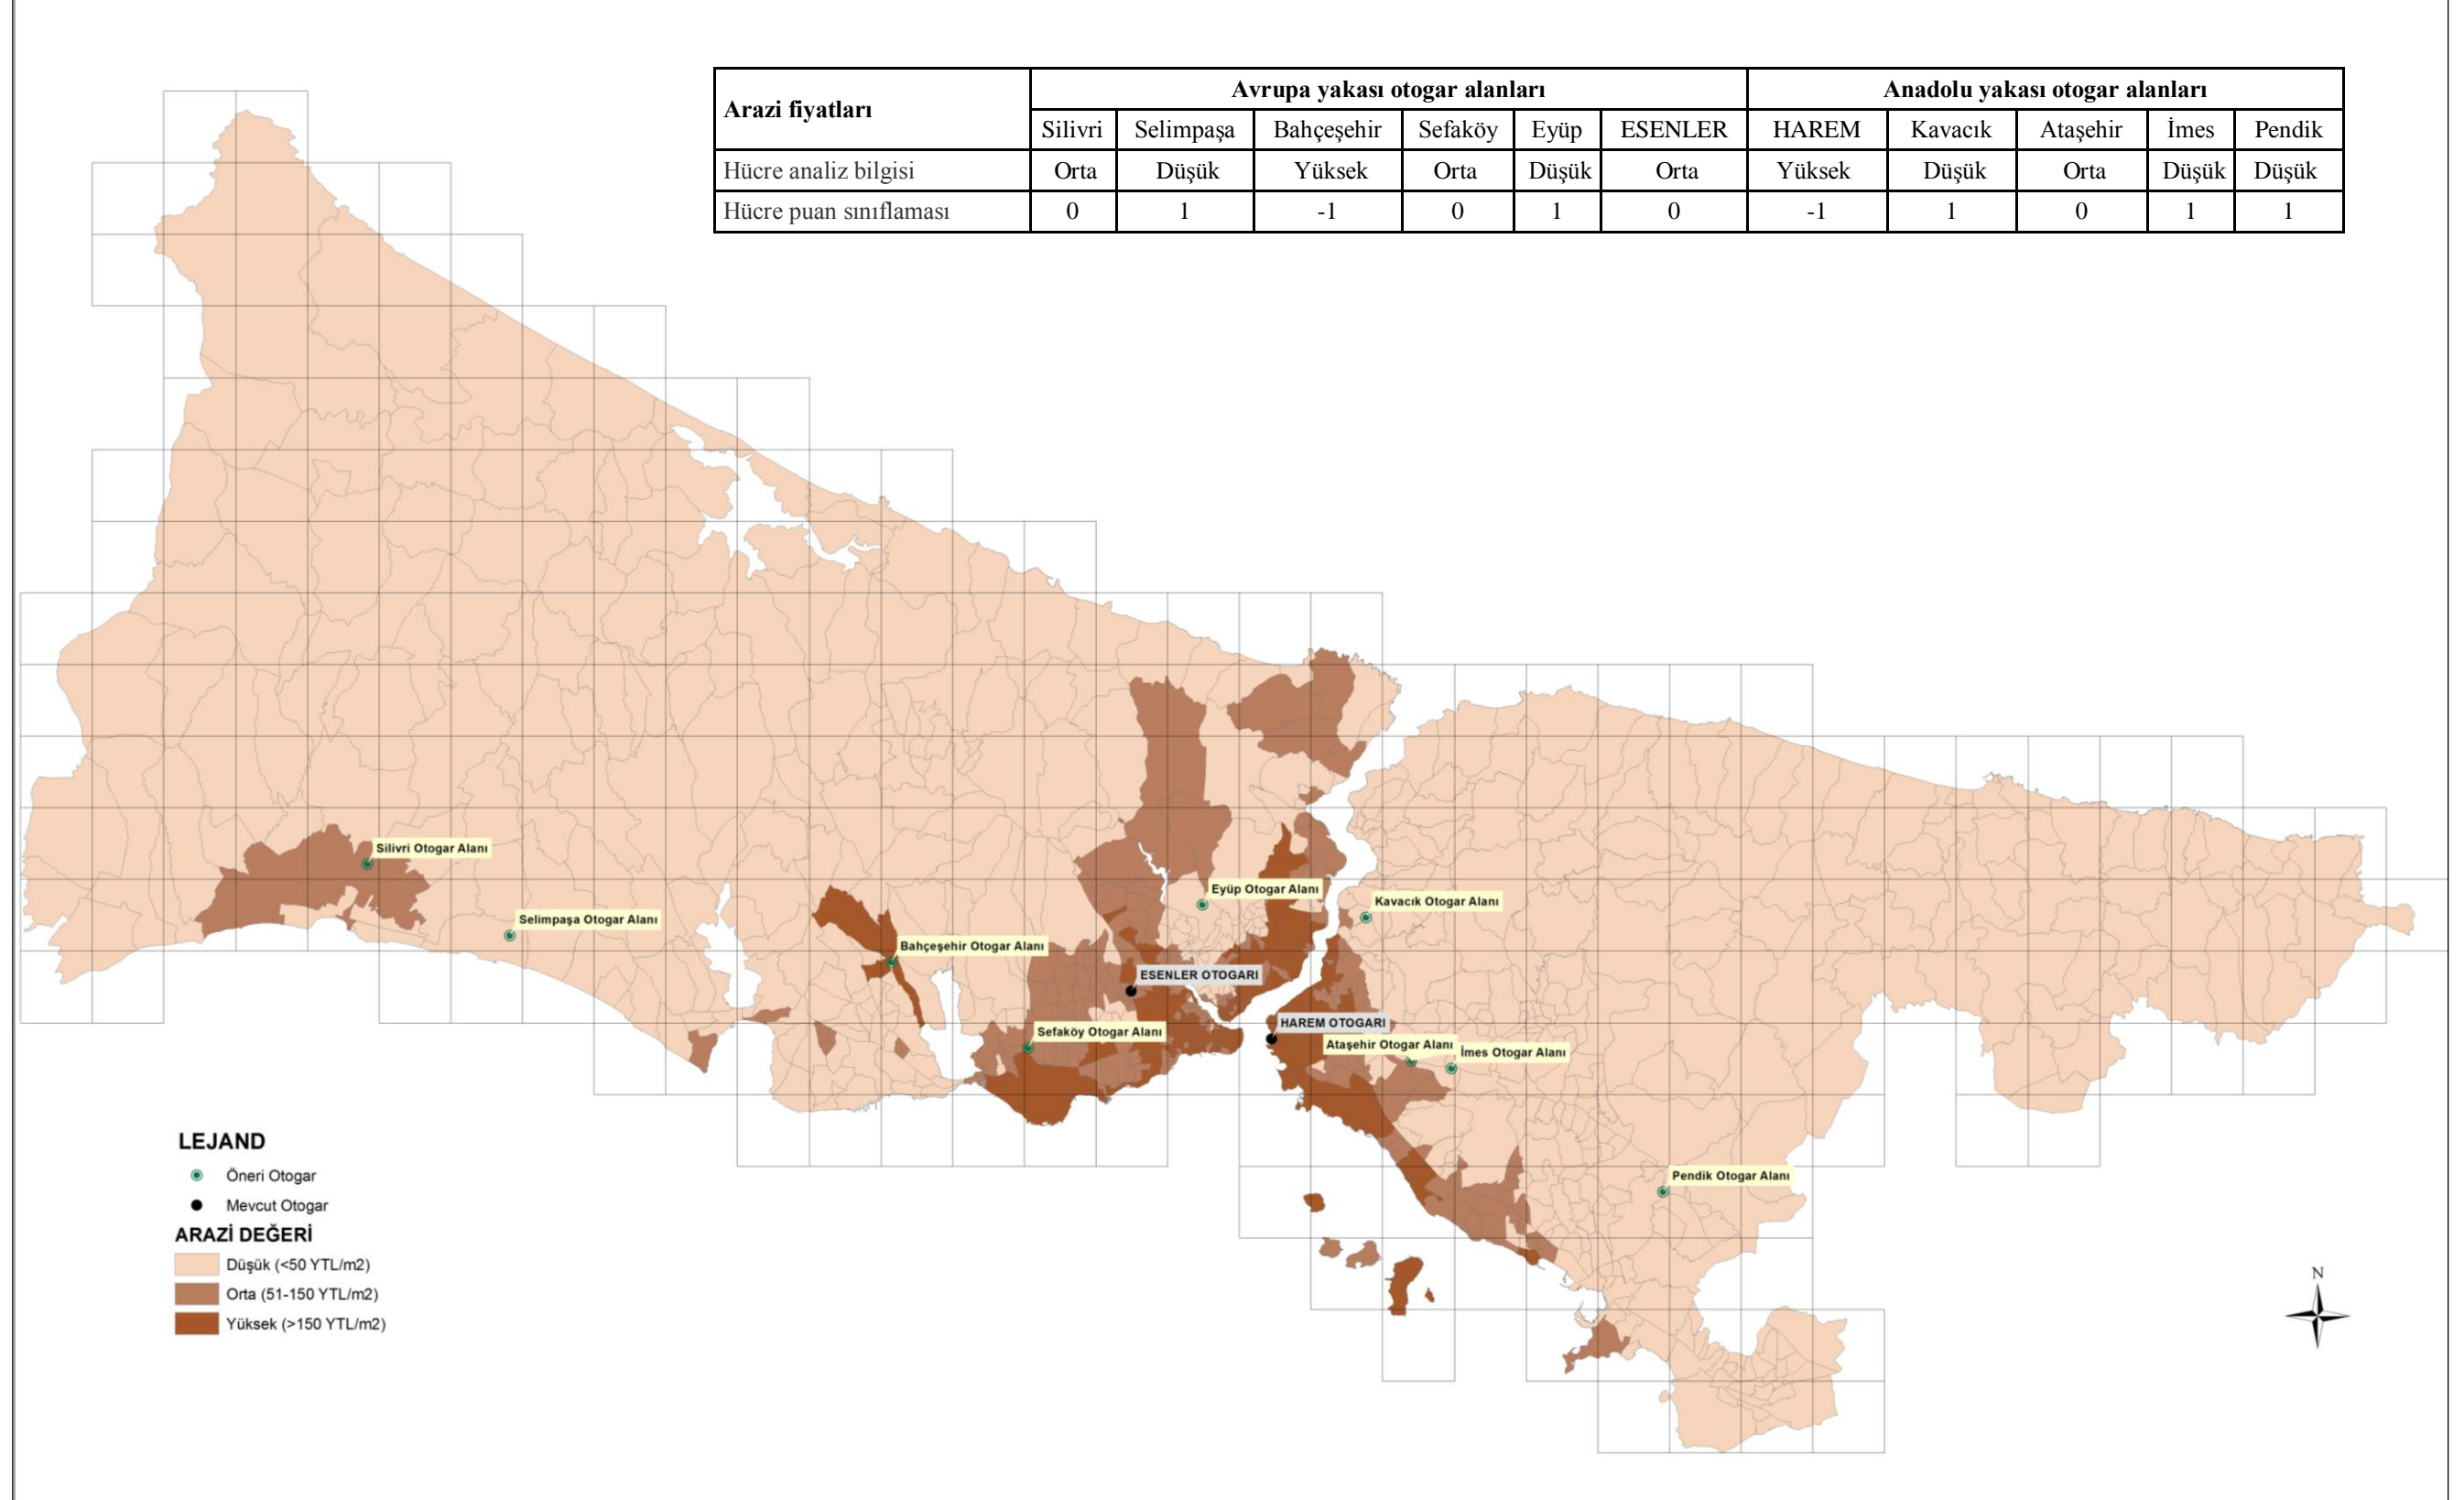 Arazi fiyatları Avrupa yakası otogar alanları Anadolu yakası otogar alanları
Silivri Selimpaşa Bahçeşehir Sefaköy Eyüp ESENLER HAREM Kavacık Ataşehir İmes Pendik
Hücre analiz bilgisi Orta Düşük Yüksek Orta Düşük Orta Yüksek Düşük Orta Düşük Düşük
Hücre puan sınıflaması 0 1 -1 0 1 0 -1 1 0 1 1
Silivri Otogar Alanı
Selimpaşa Otogar Alanı
Bahçeşehir Otogar Alanı
Eyüp Otogar Alanı
Kavacık Otogar Alanı
ESENLER OTOGARI
Sefaköy Otogar Alanı
HAREM OTOGARI
Ataşehir Otogar Alanı
İmes Otogar Alanı
Pendik Otogar Alanı
LEJAND
Öneri Otogar
Mevcut Otogar
ARAZİ DEĞERİ
Düşük (<50 YTL/m2)
Orta (51-150 YTL/m2)
Yüksek (>150 YTL/m2)
N